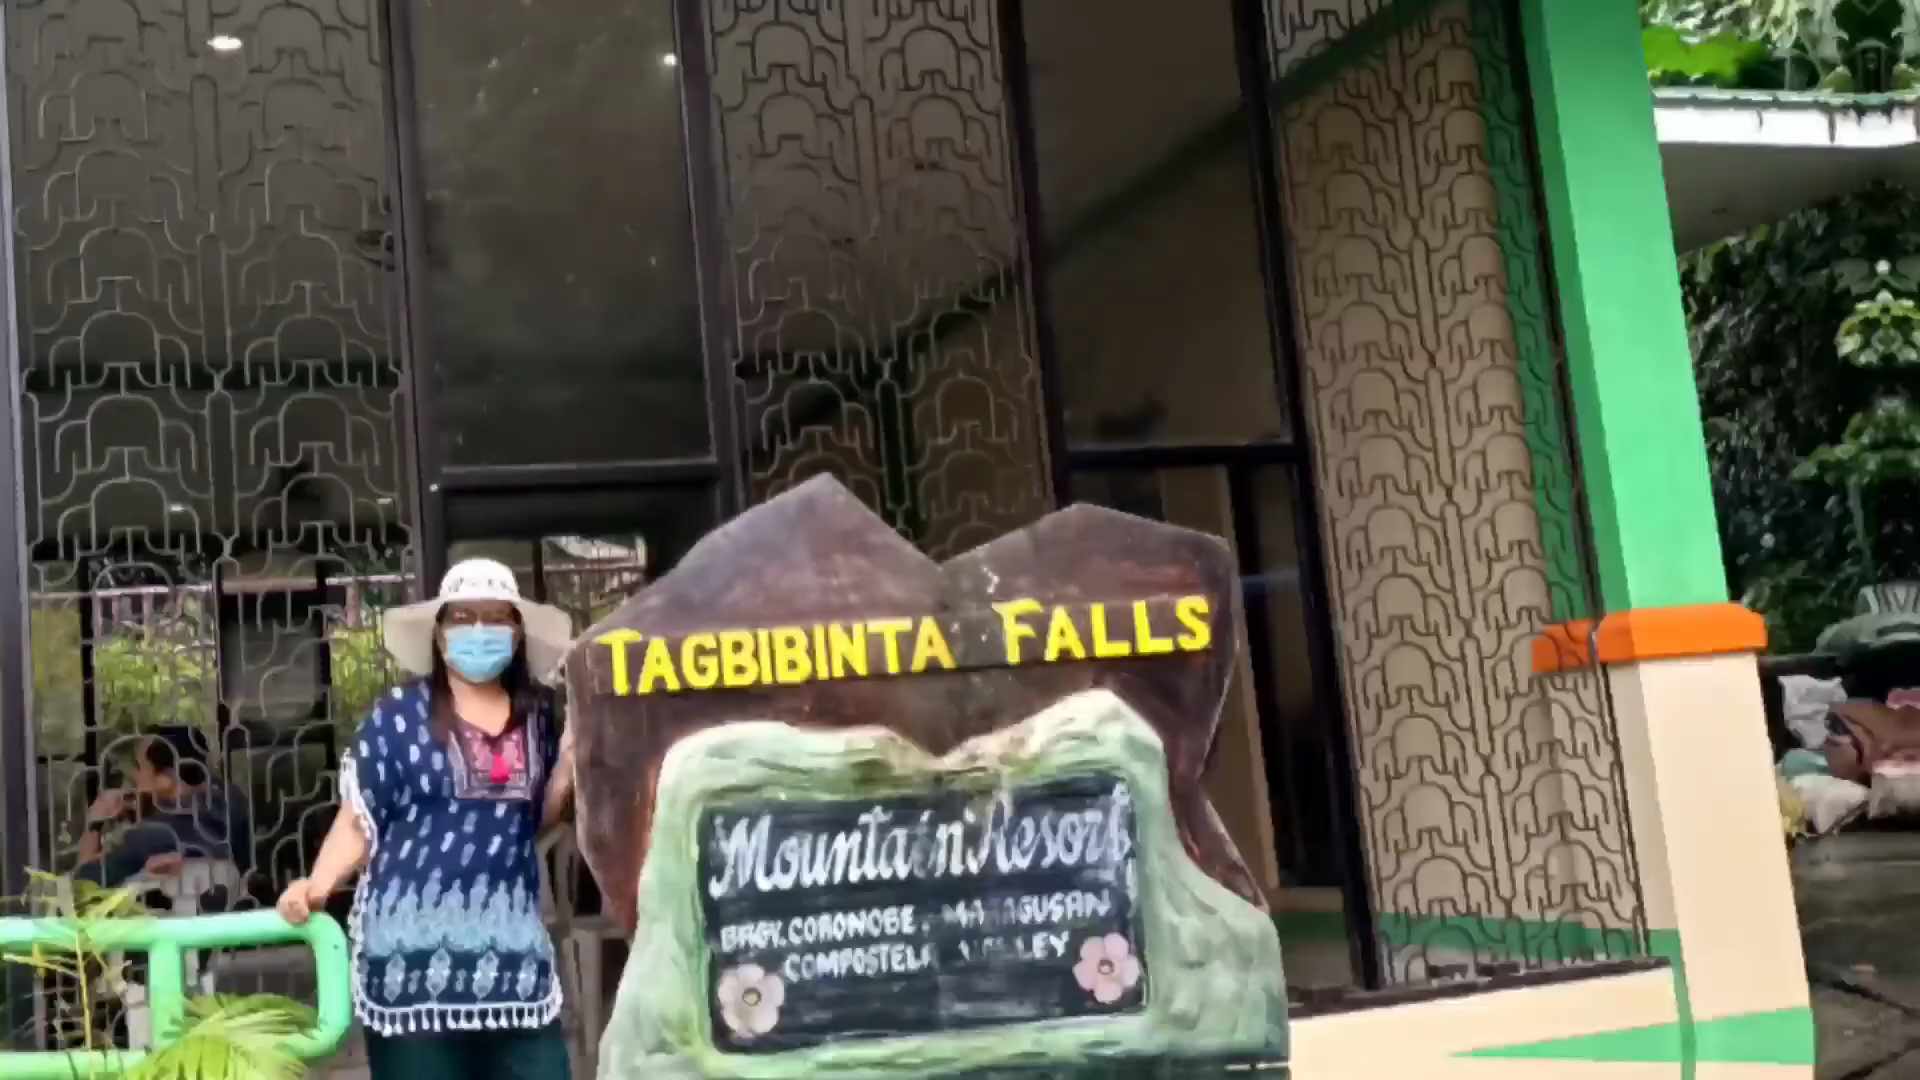 TAGBIBINTA FALLS
Mountain Resort
BRGY. CORONOBE, MARAGUSAN
COMPOSTELA VALLEY